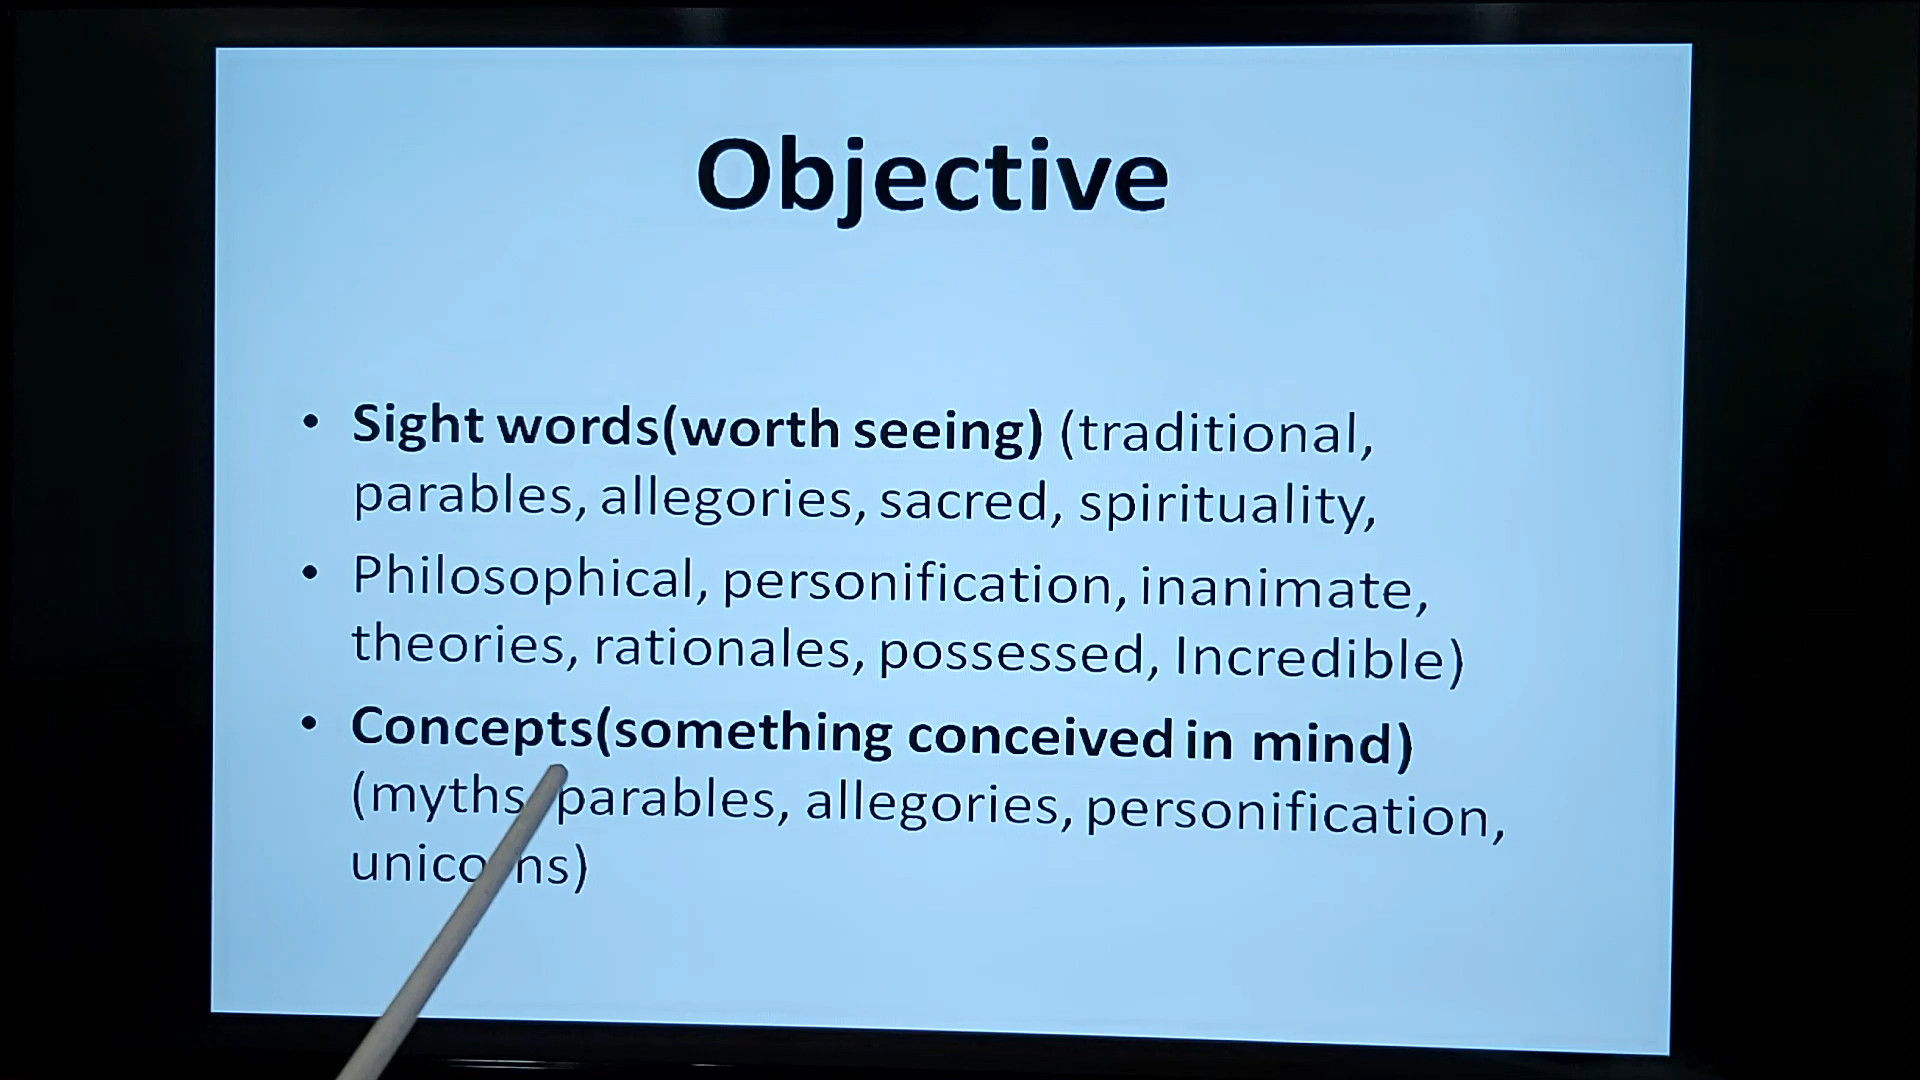 Objective
• Sight words(worth seeing) (traditional,
parables, allegories, sacred, spirituality,
• Philosophical, personification, inanimate,
theories, rationales, possessed, Incredible)
• Concepts(something conceived in mind)
(myths, parables, allegories, personification,
unicorns)